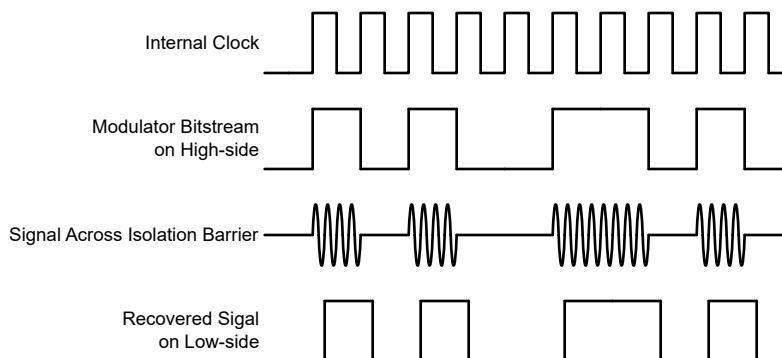 Internal Clock
Modulator Bitstream
on High-side
Signal Across Isolation Barrier
Recovered Sigal
on Low-side